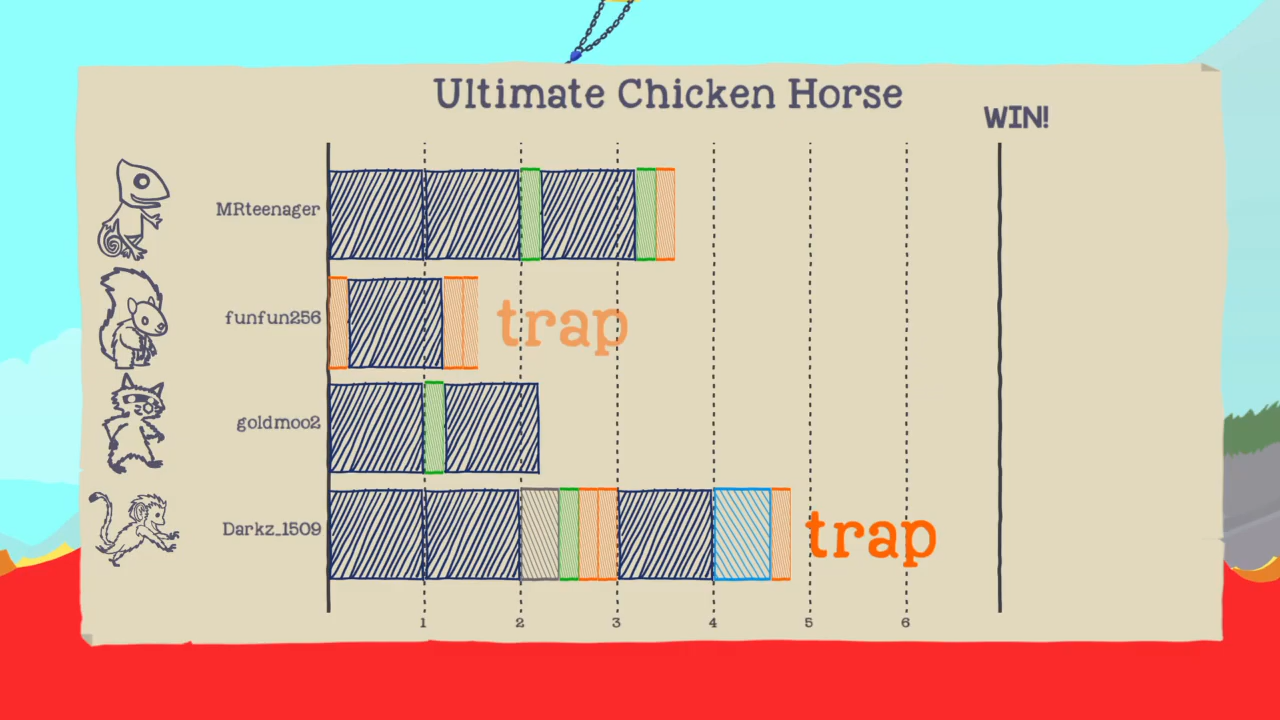 Ultimate Chicken Horse
WIN!
MRteenager
funfun256
trap
goldmoo2
Darkz_1509
trap
1 2 3 4 5 6